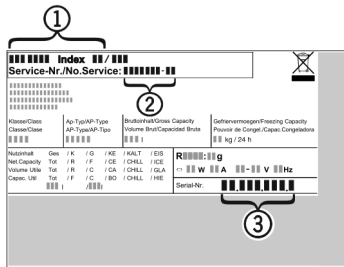 1
Index /
Service-Nr./No.Service: -
2
Klasse/Class
Classe/Clase
Ap-Typ/AP-Type
AP-Type/AP-Tipo
Bruttoinhalt/Gross Capacity
Volume Brut/Capacidad Bruta
l
Gefriervermoegen/Freezing Capacity
Pouvoir de Congel./Capac.Congeladora
kg / 24 h
Nutzinhalt Ges / K / G / KE / KALT / EIS
Net.Capacity Tot / R / F / CE / CHILL / ICE
Volume Utile Tot / R / C / CA / CHILL / GLA
Capac. Util Tot / F / C / BO / CHILL / HIE
l / l
R : g
W A - V Hz
Serial-Nr. . . .
3